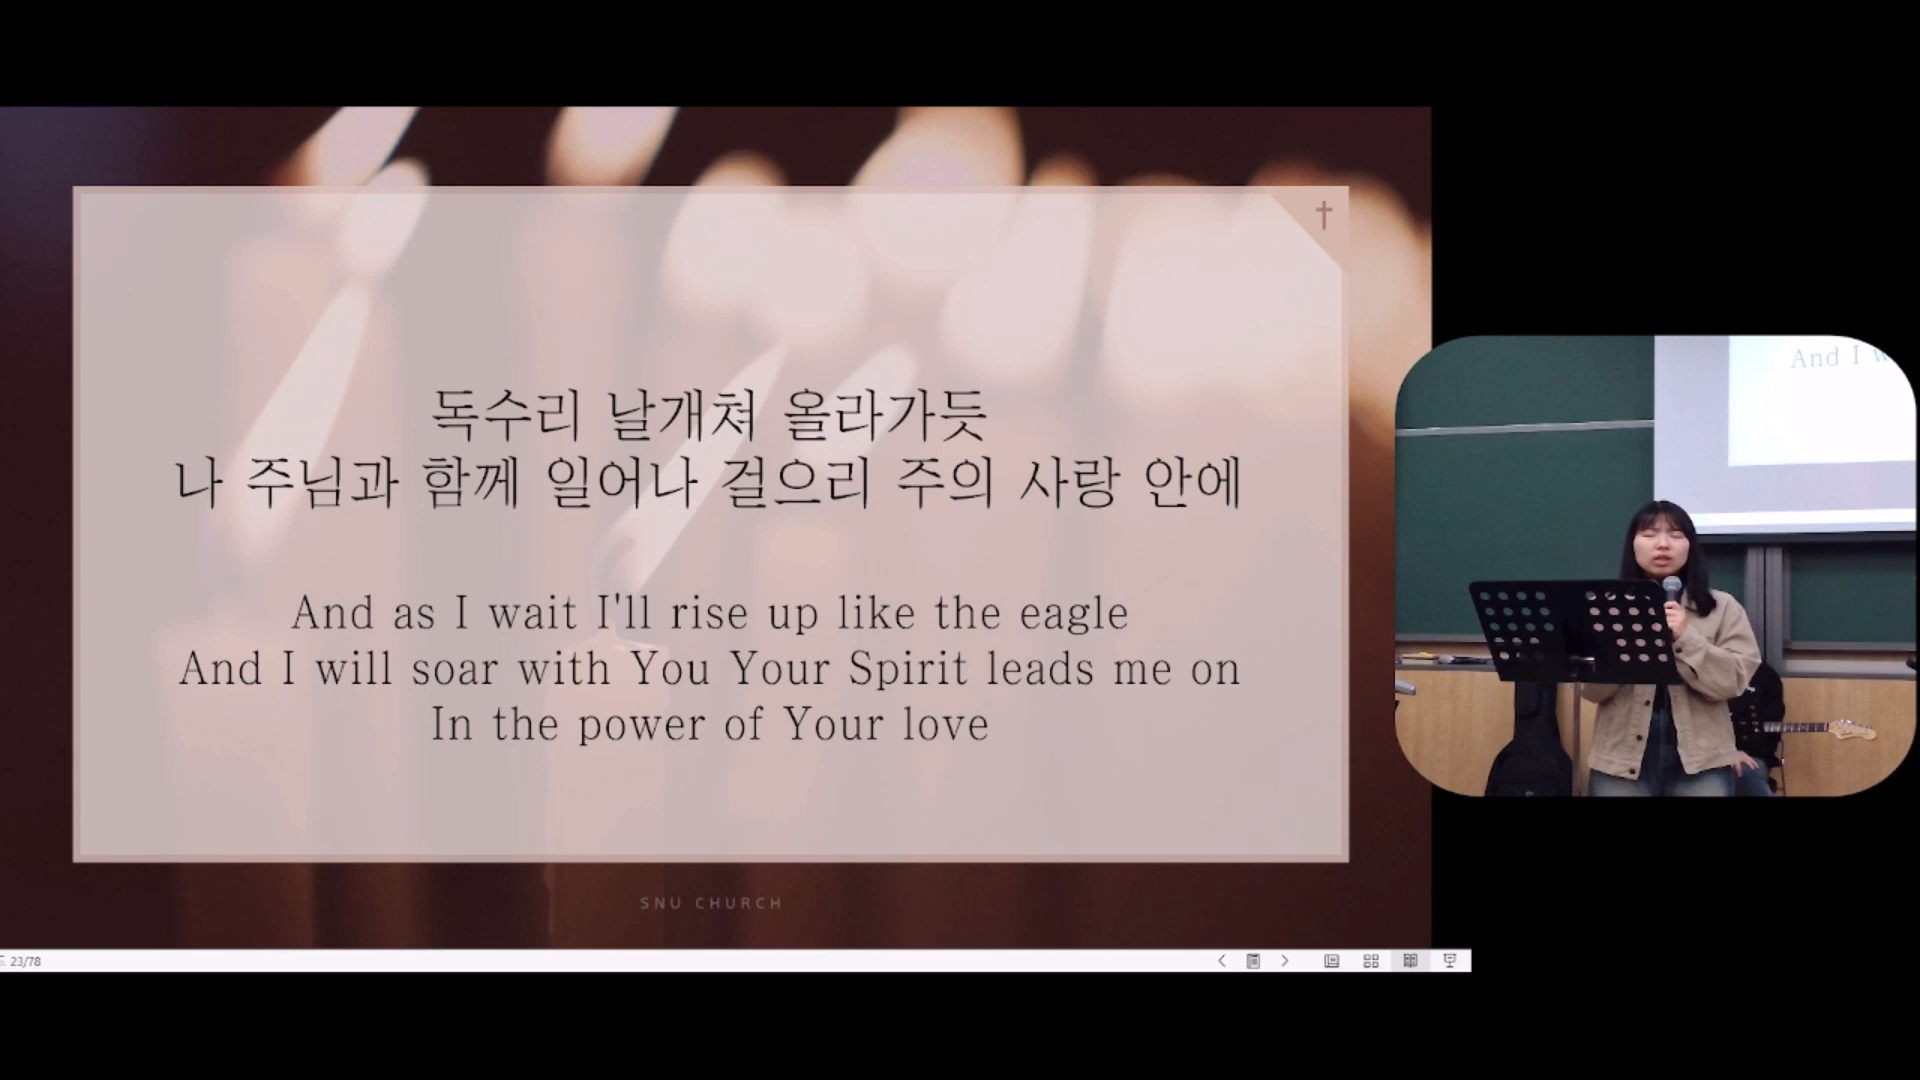 독수리 날개쳐 올라가듯
나 주님과 함께 일어나 걸으리 주의 사랑 안에
And as I wait I'll rise up like the eagle
And I will soar with You Your Spirit leads me on
In the power of Your love
SNU CHURCH
23/78
And I